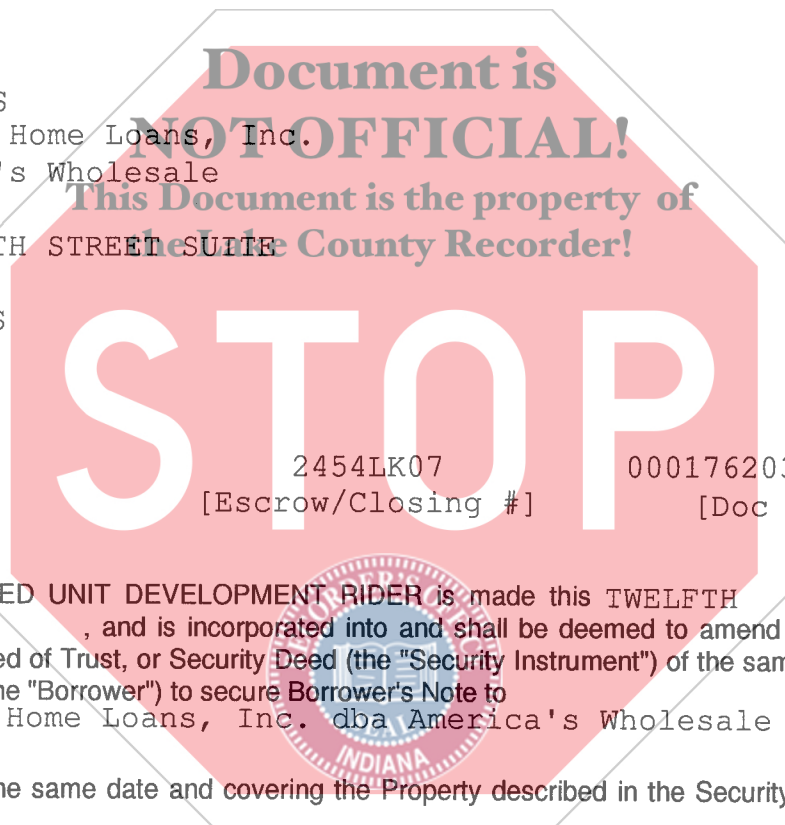 Document is
S
Home Loans, Inc.
NOT OFFICIAL!
's Wholesale
This Document is the property of
TH STREET SUITE
the Lake County Recorder!
S
STOP
2454LK07 00017620
[Escrow/Closing #] [Doc
ED UNIT DEVELOPMENT RIDER is made this TWELFTH
, and is incorporated into and shall be deemed to amend
ed of Trust, or Security Deed (the "Security Instrument") of the sam
he "Borrower") to secure Borrower's Note to
Home Loans, Inc. dba America's Wholesale
SEAL
INDIANA
he same date and covering the Property described in the Security